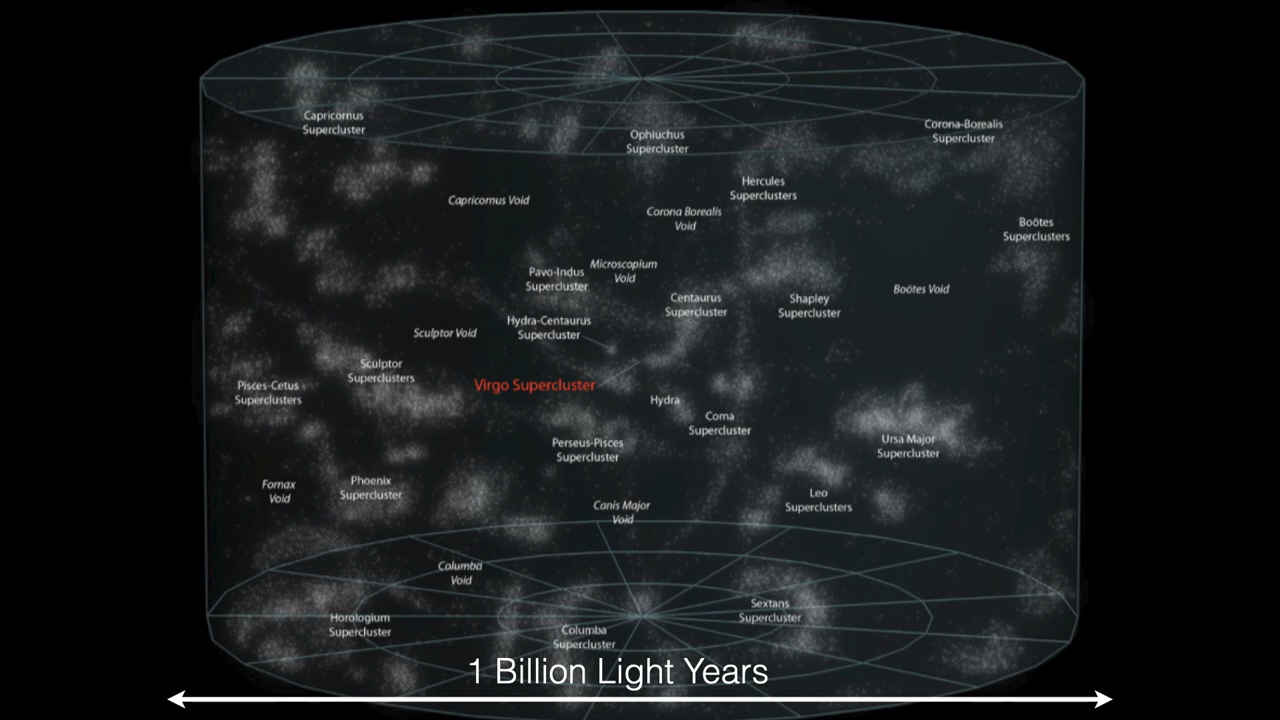 Capricornus
Supercluster
Ophiuchus
Supercluster
Corona-Borealis
Supercluster
Hercules
Superclusters
Capricornus Void
Corona Borealis
Void
Boötes
Superclusters
Pavo-Indus
Supercluster
Microscopium
Void
Boötes Void
Centaurus
Supercluster
Shapley
Supercluster
Hydra-Centaurus
Supercluster
Sculptor Void
Sculptor
Superclusters
Pisces-Cetus
Superclusters
Virgo Supercluster
Hydra
Coma
Supercluster
Perseus-Pisces
Supercluster
Ursa Major
Supercluster
Fornax
Void
Phoenix
Supercluster
Canis Major
Void
Leo
Superclusters
Columba
Void
Horologium
Supercluster
Columba
Supercluster
Sextans
Supercluster
1 Billion Light Years